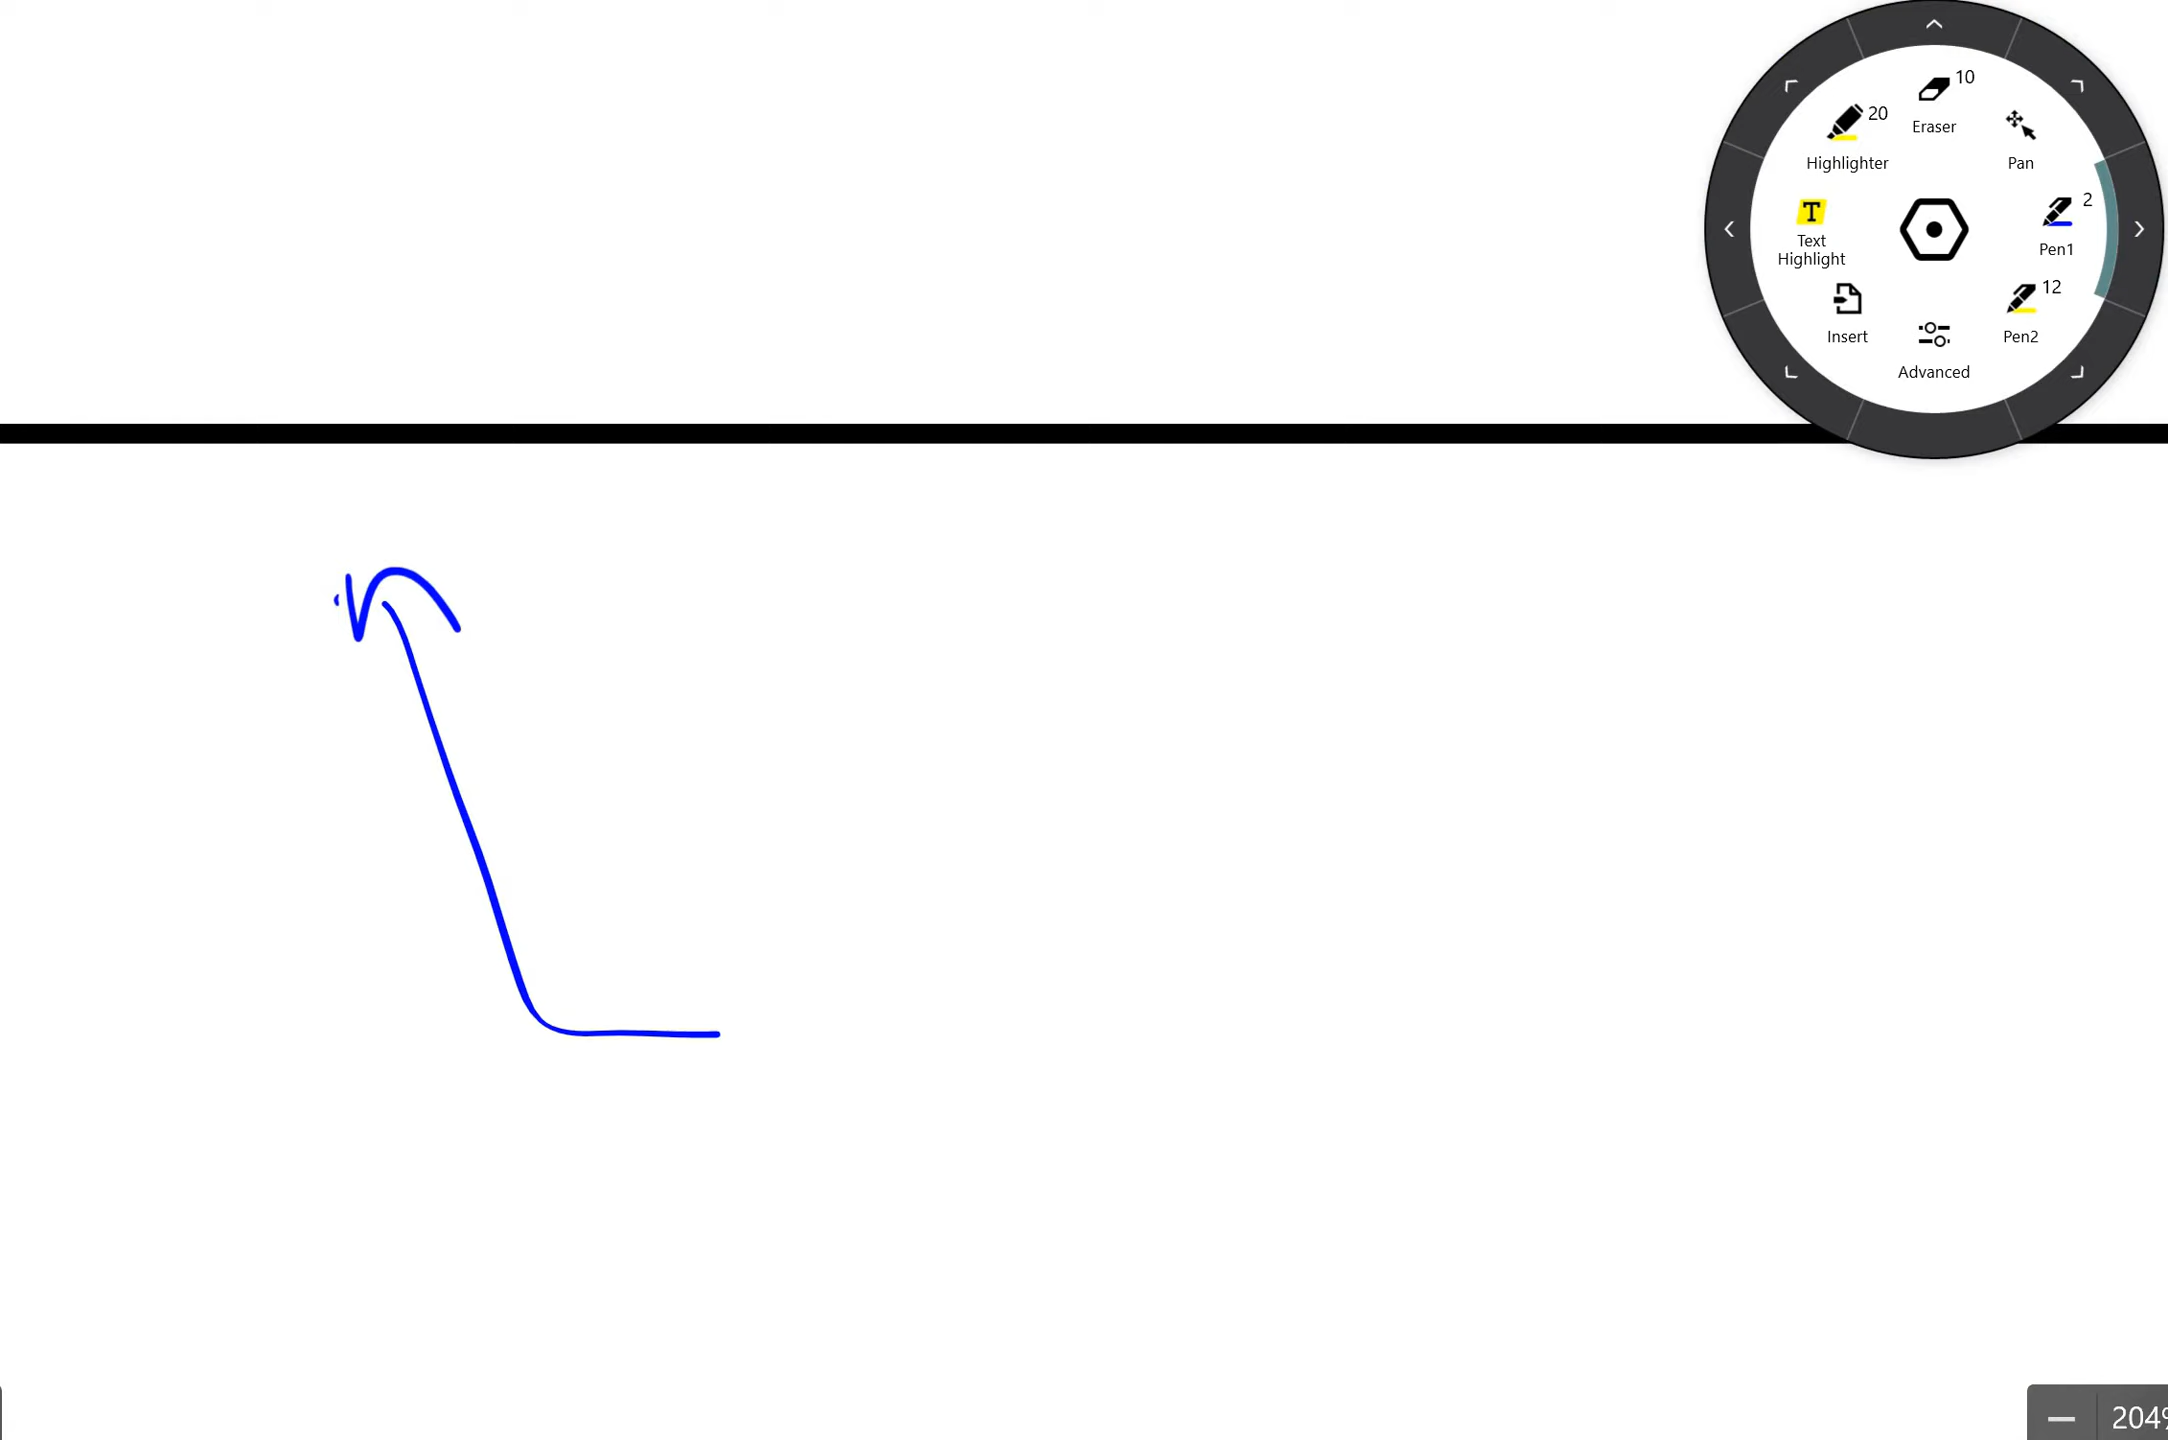 10
Eraser
20
Highlighter
Pan
T
Text
Highlight
2
Pen1
Insert
12
Pen2
Advanced
204%